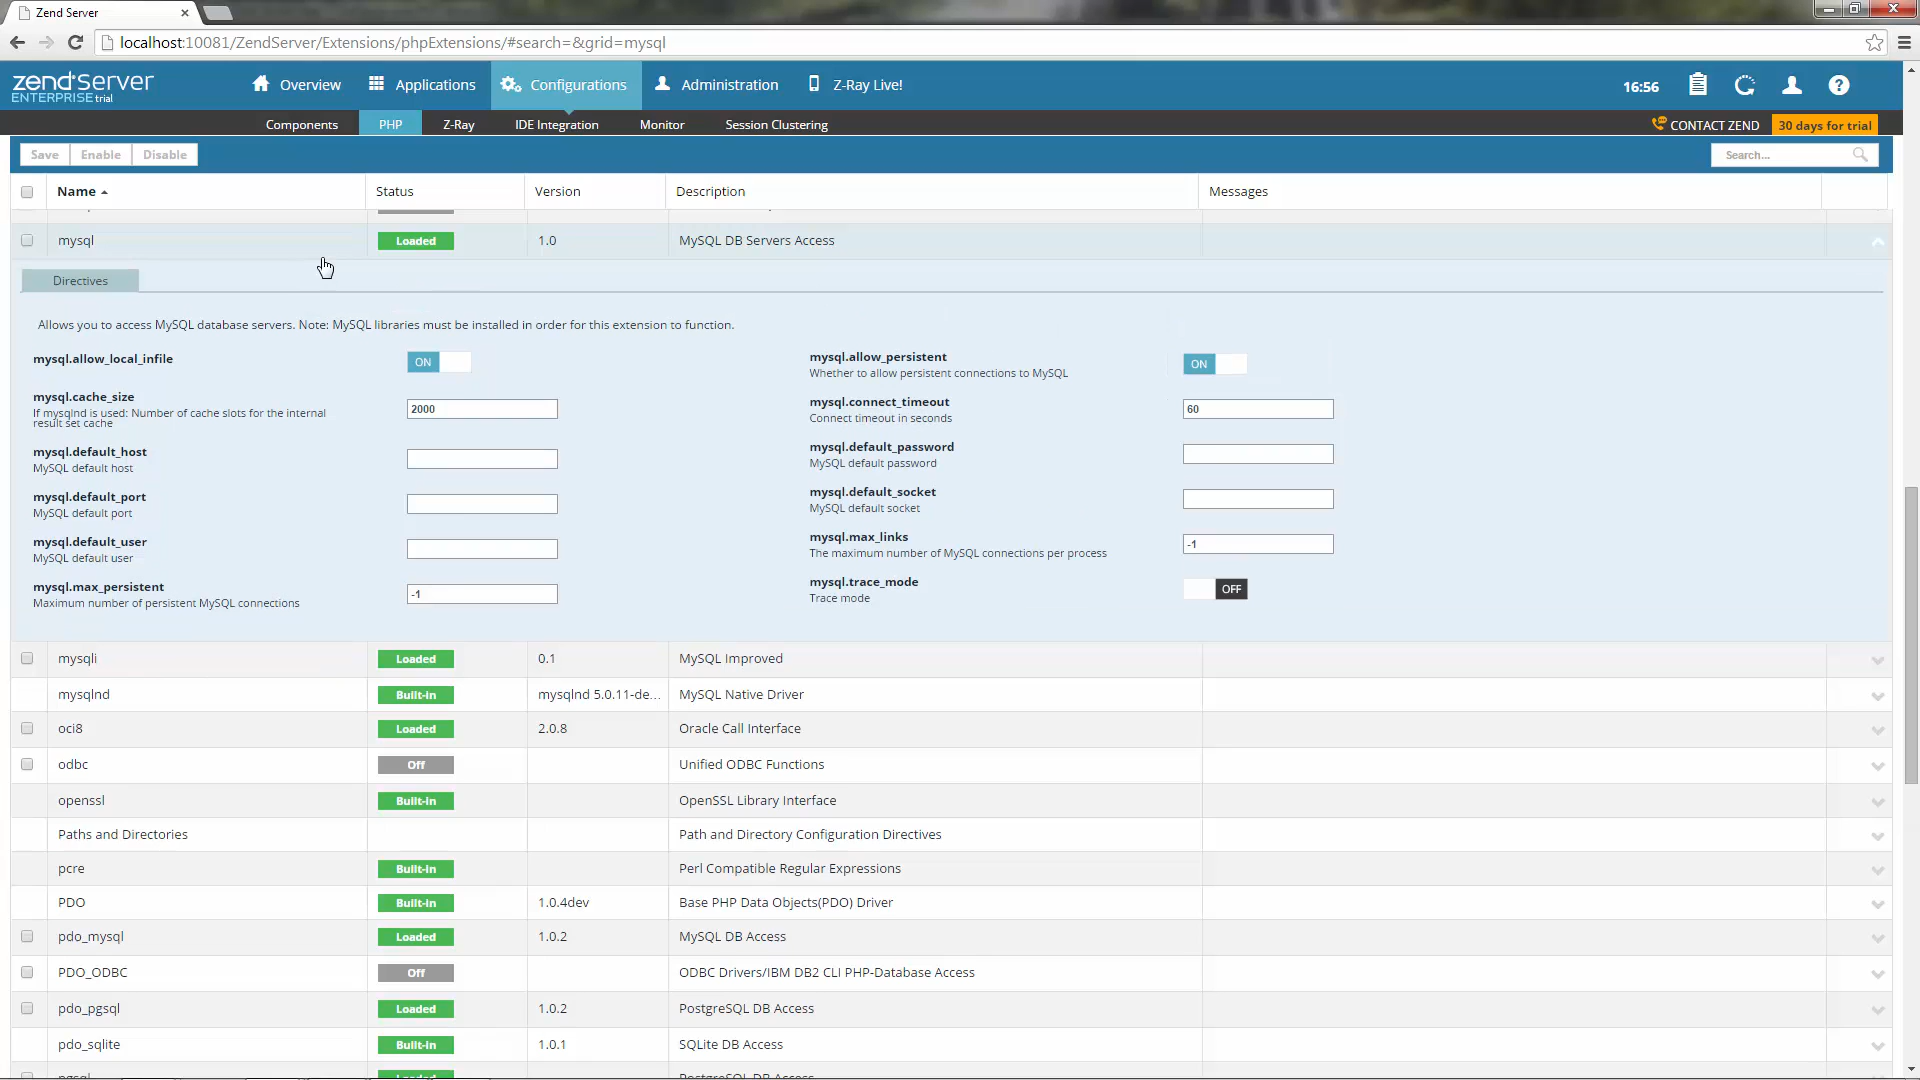 Zend Server
localhost:10081/ZendServer/Extensions/phpExtensions/#search=&grid=mysql
zend Server
ENTERPRISE trial
Overview
Applications
Configurations
Administration
Z-Ray Live!
16:56
Components
PHP
Z-Ray
IDE Integration
Monitor
Session Clustering
CONTACT ZEND
30 days for trial
Save
Enable
Disable
Search...
Name
Status
Version
Description
Messages
mysql
Loaded
1.0
MySQL DB Servers Access
Directives
Allows you to access MySQL database servers. Note: MySQL libraries must be installed in order for this extension to function.
mysql.allow_local_infile
ON
mysql.allow_persistent
Whether to allow persistent connections to MySQL
ON
mysql.cache_size
If mysqlnd is used: Number of cache slots for the internal
result set cache
2000
mysql.connect_timeout
Connect timeout in seconds
60
mysql.default_host
MySQL default host
mysql.default_password
MySQL default password
mysql.default_port
MySQL default port
mysql.default_socket
MySQL default socket
mysql.default_user
MySQL default user
mysql.max_links
The maximum number of MySQL connections per process
-1
mysql.max_persistent
Maximum number of persistent MySQL connections
-1
mysql.trace_mode
Trace mode
OFF
mysqli
Loaded
0.1
MySQL Improved
mysqlnd
Built-in
mysqlnd 5.0.11-de...
MySQL Native Driver
oci8
Loaded
2.0.8
Oracle Call Interface
odbc
Off
Unified ODBC Functions
openssl
Built-in
OpenSSL Library Interface
Paths and Directories
Path and Directory Configuration Directives
pcre
Built-in
Perl Compatible Regular Expressions
PDO
Built-in
1.0.4dev
Base PHP Data Objects(PDO) Driver
pdo_mysql
Loaded
1.0.2
MySQL DB Access
PDO_ODBC
Off
ODBC Drivers/IBM DB2 CLI PHP-Database Access
pdo_pgsql
Loaded
1.0.2
PostgreSQL DB Access
pdo_sqlite
Built-in
1.0.1
SQLite DB Access